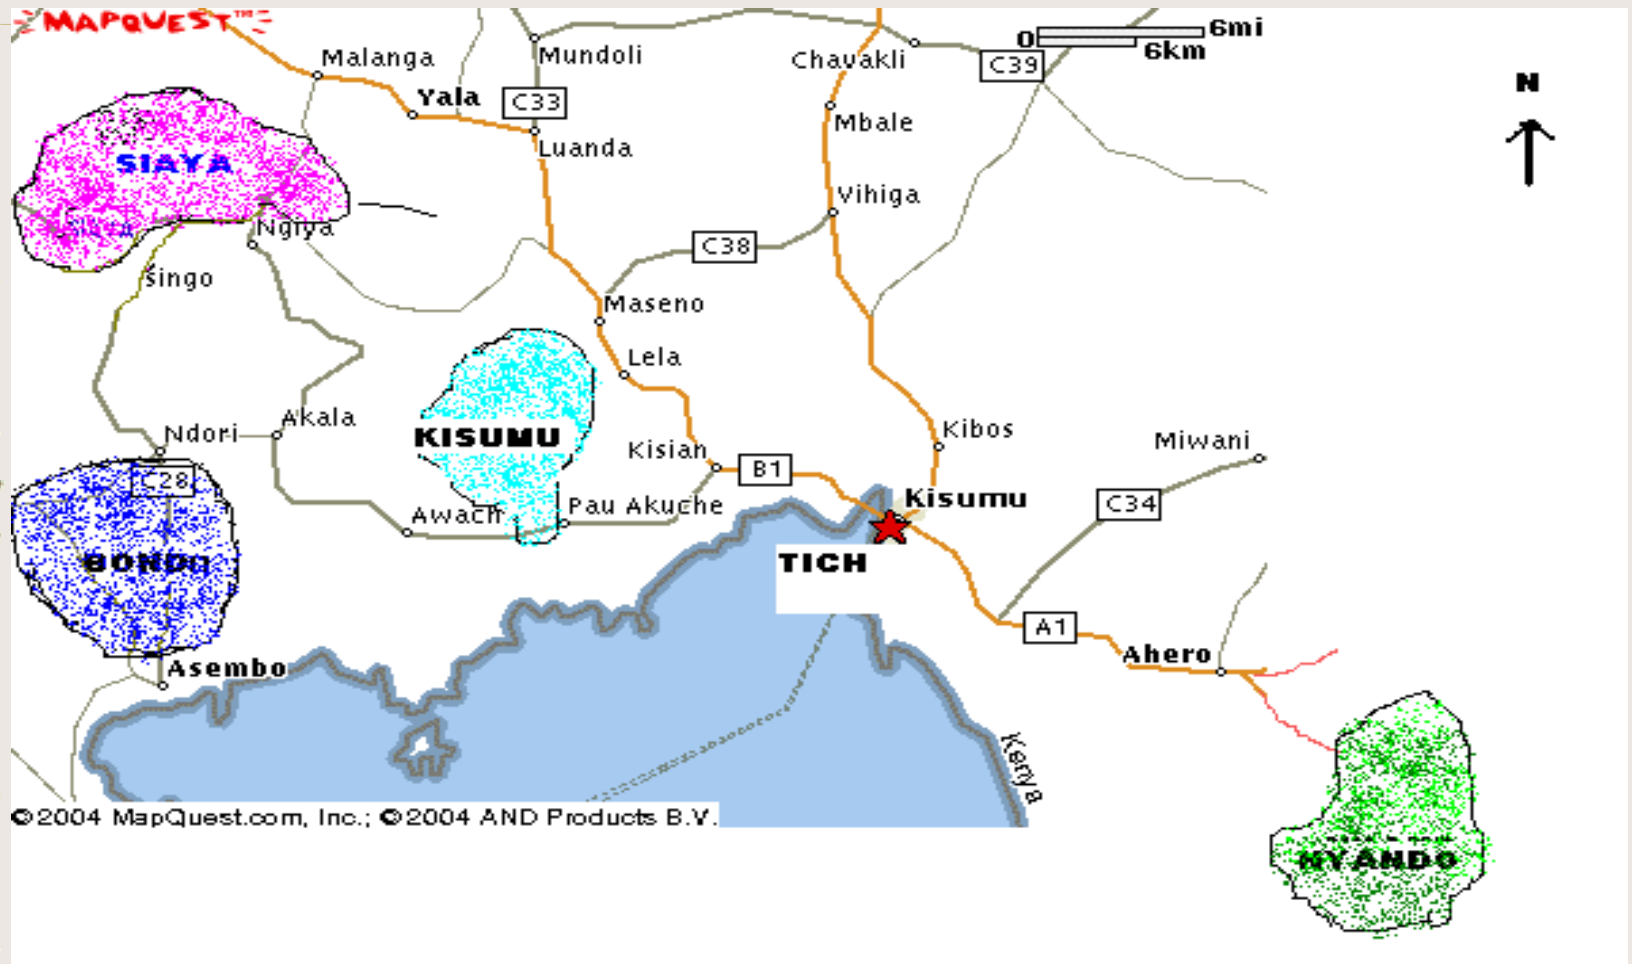 MAPQUEST™
0 6mi
6km
Malanga
Mundoli
Chavakli
C39
N
Yala
C33
Mbale
Luanda
SIAYA
Vihiga
Siaya
Ngiya
C38
Singo
Maseno
Lela
Akala
Ndori
KISUMU
Kibos
Miwani
Kisian
B1
C28
Kisumu
C34
Awach
Pau Akuche
BONDO
TICH
A1
Ahero
Asembo
Kenya
©2004 MapQuest.com, Inc.; ©2004 AND Products B.V.
NYANDO